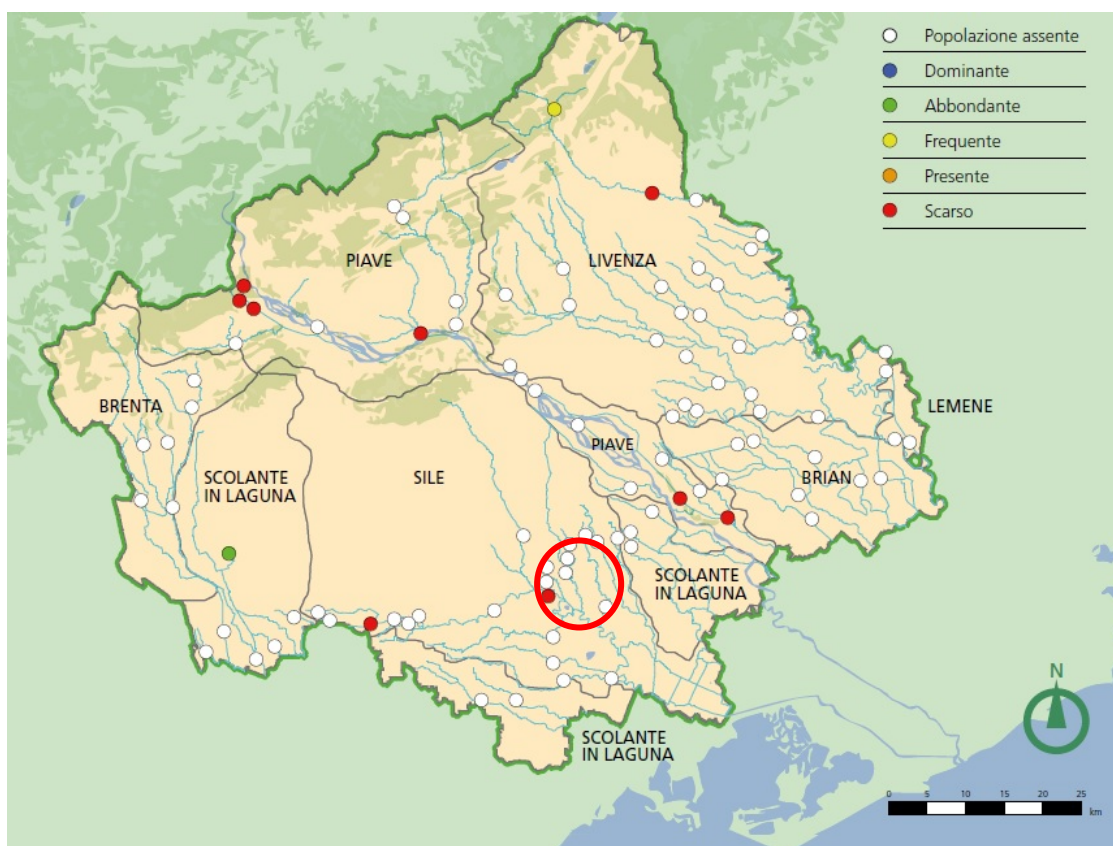 Popolazione assente
Dominante
Abbondante
Frequente
Presente
Scarso
PIAVE
LIVENZA
BRENTA
LEMENE
SCOLANTE
IN LAGUNA
SILE
PIAVE
BRIAN
SCOLANTE
IN LAGUNA
SCOLANTE
IN LAGUNA
N
0 5 10 15 20 25
km